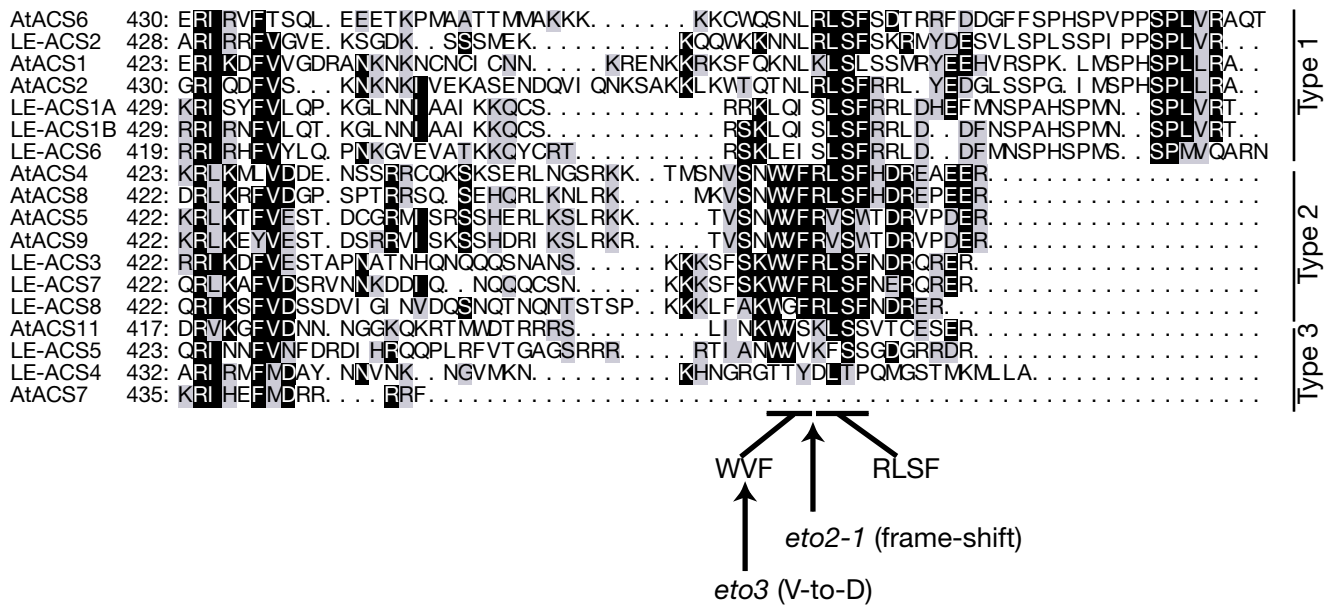 AtACS6 430: ERIRVFTSQL.EEETKPMAATTMMAKKK.......KKCWQSNLRLSFSDTRRFDDGFFSPHSPVPPSPLVRAQT
LE-ACS2 428: ARIRRFVGVE.KSGDK..SSSMEK..........KQQWKKNNLRLSFSKRMYDESVLSPLSSPIPPSPLVR...
AtACS1 423: ERIKDFVVGDRANKNKNCNCICNN.....KRENKKRKSFQKNLKLSLSSMRYEEHVRSPK.LMSPHSPLLRA..
AtACS2 430: GRIQDFVS...KNKNKIVEKASENDQVIQNKSAKKLKWTQTNLRLSFRRL.YEDGLSSPG.IMSPHSPLLRA..
LE-ACS1A 429: KRISYFVLQP.KGLNNIAAIKKQCS............RRKLQISLSFRRLDHEFMNSPAHSPMN..SPLVRT..
LE-ACS1B 429: RRIRNFVLQT.KGLNNIAAIKKQCS............RSKLQISLSFRRLD..DFNSPAHSPMN..SPLVRT..
LE-ACS6 419: RRIRHFVYLQ.PNKGVEVATKKQYCRT..........RSKLEISLSFRRLD..DFMNSPHSPMS..SPMVQARN
AtACS4 423: KRLKMLVDDE.NSSRRCQKSKSERLNGSRKK..TMSNVSNWVFRLSFHDREAEER...................
AtACS8 422: DRLKRFVDGP.SPTRRSQ.SEHQRLKNLRK......MKVSNWVFRLSFHDREPEER..................
AtACS5 422: KRLKTFVEST.DCGRMISRSSHERLKSLRKK.....TVSNWVFRVSWTDRVPDER...................
AtACS9 422: KRLKEYVEST.DSRRVISKSSHDRIKSLRKR.....TVSNWVFRVSWTDRVPDER...................
LE-ACS3 422: RRIKDFVESTAPNATNHQNQQQSNANS......KKKSFSKWVFRLSFNDRQRER....................
LE-ACS7 422: QRLKAFVDSRVNNKDDIQ..NQQQCSN......KKKSFSKWVFRLSFNERQRER....................
LE-ACS8 422: QRLKSFVDSSDVIGINVDQSNQTNQNTSTSP..KKKLFAKWGFRLSFNDRER......................
AtACS11 417: DRVKGFVDNN.NGGKQKRTMWDTRRRS.........LINKWVSKLSSVTCESER....................
LE-ACS5 423: QRINNFVNFDRDIHRQQPLRFVTGAGSRRR......RTIANWVVKFSSGDGRRDR...................
LE-ACS4 432: ARIRMFMDAY.NNVNK..NGVMKN..........KHNGRGTTYDLTPQMGSTMKMLLA................
AtACS7 435: KRIHEFMDRR....RRF.........................................................
Type 1
Type 2
Type 3
WVF RLSF
eto2-1 (frame-shift)
eto3 (V-to-D)